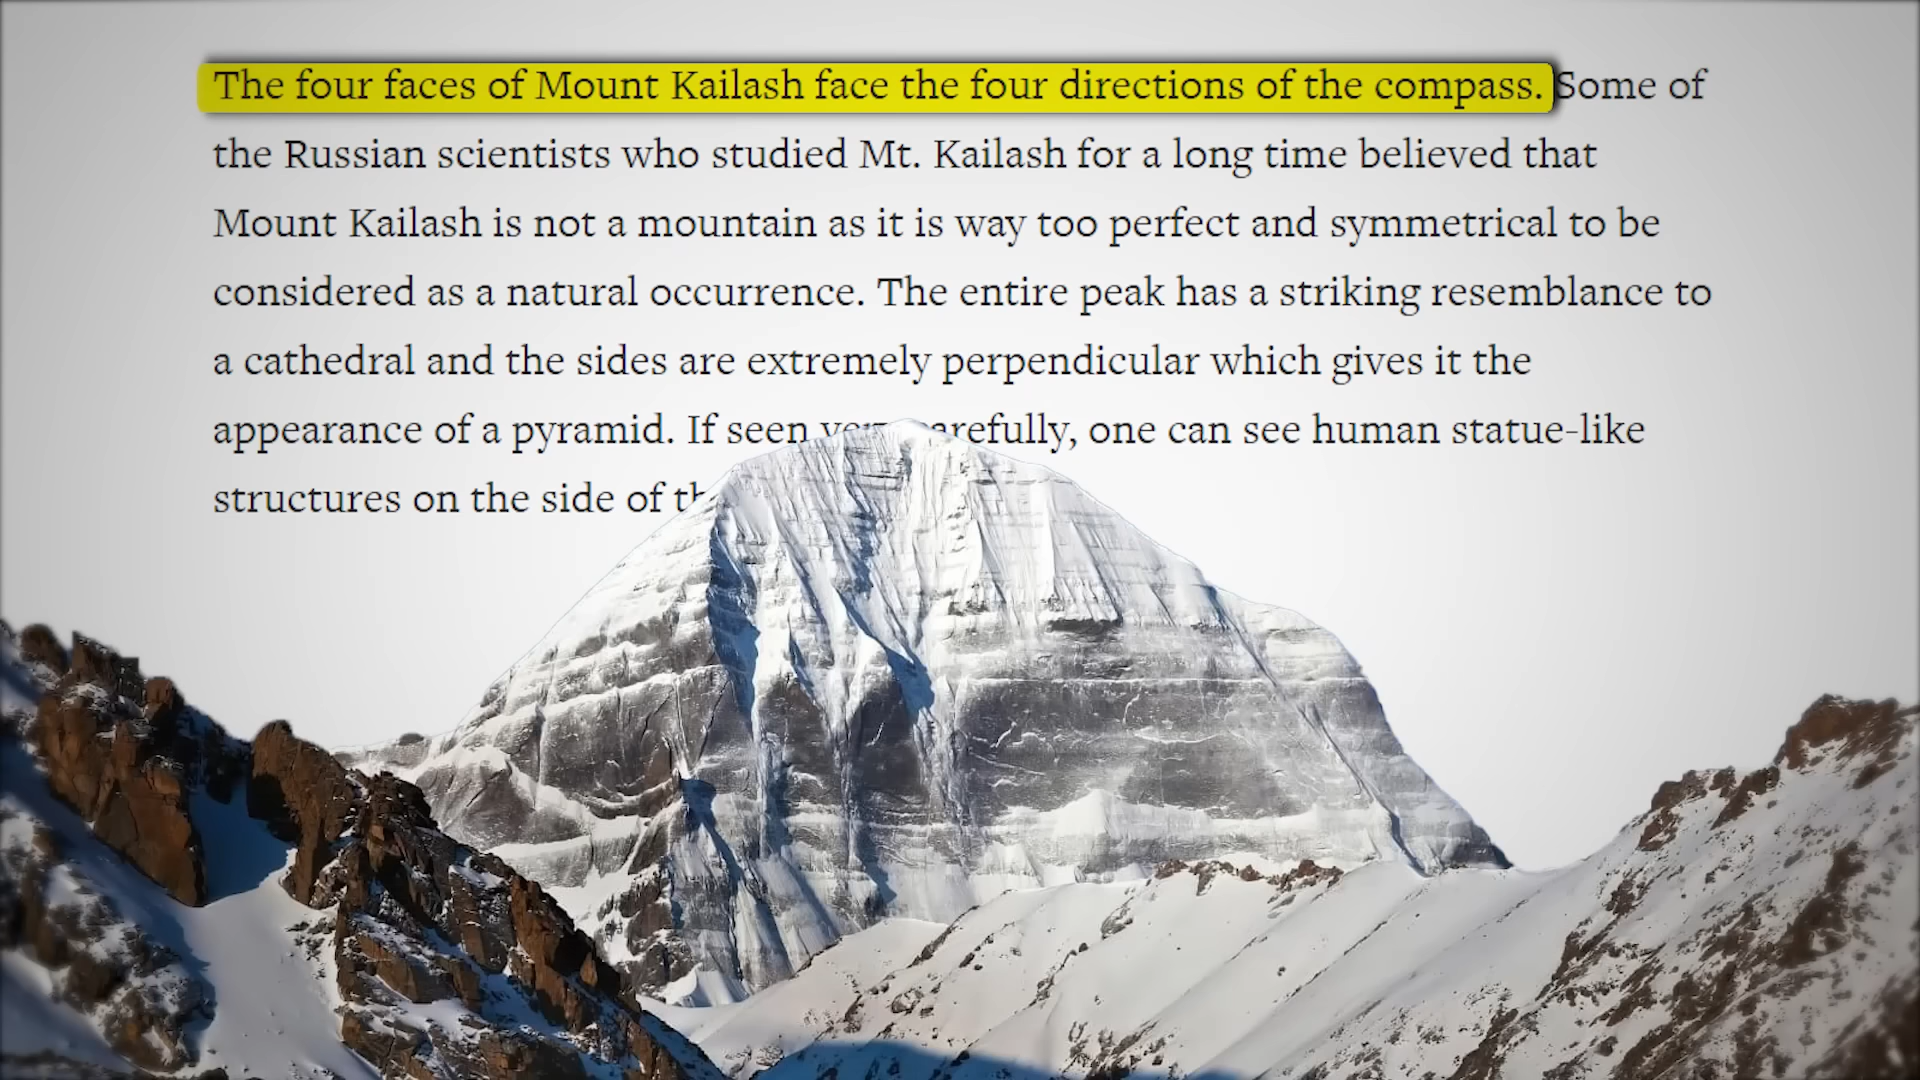 The four faces of Mount Kailash face the four directions of the compass. Some of
the Russian scientists who studied Mt. Kailash for a long time believed that
Mount Kailash is not a mountain as it is way too perfect and symmetrical to be
considered as a natural occurrence. The entire peak has a striking resemblance to
a cathedral and the sides are extremely perpendicular which gives it the
appearance of a pyramid. If seen very carefully, one can see human statue-like
structures on the side of